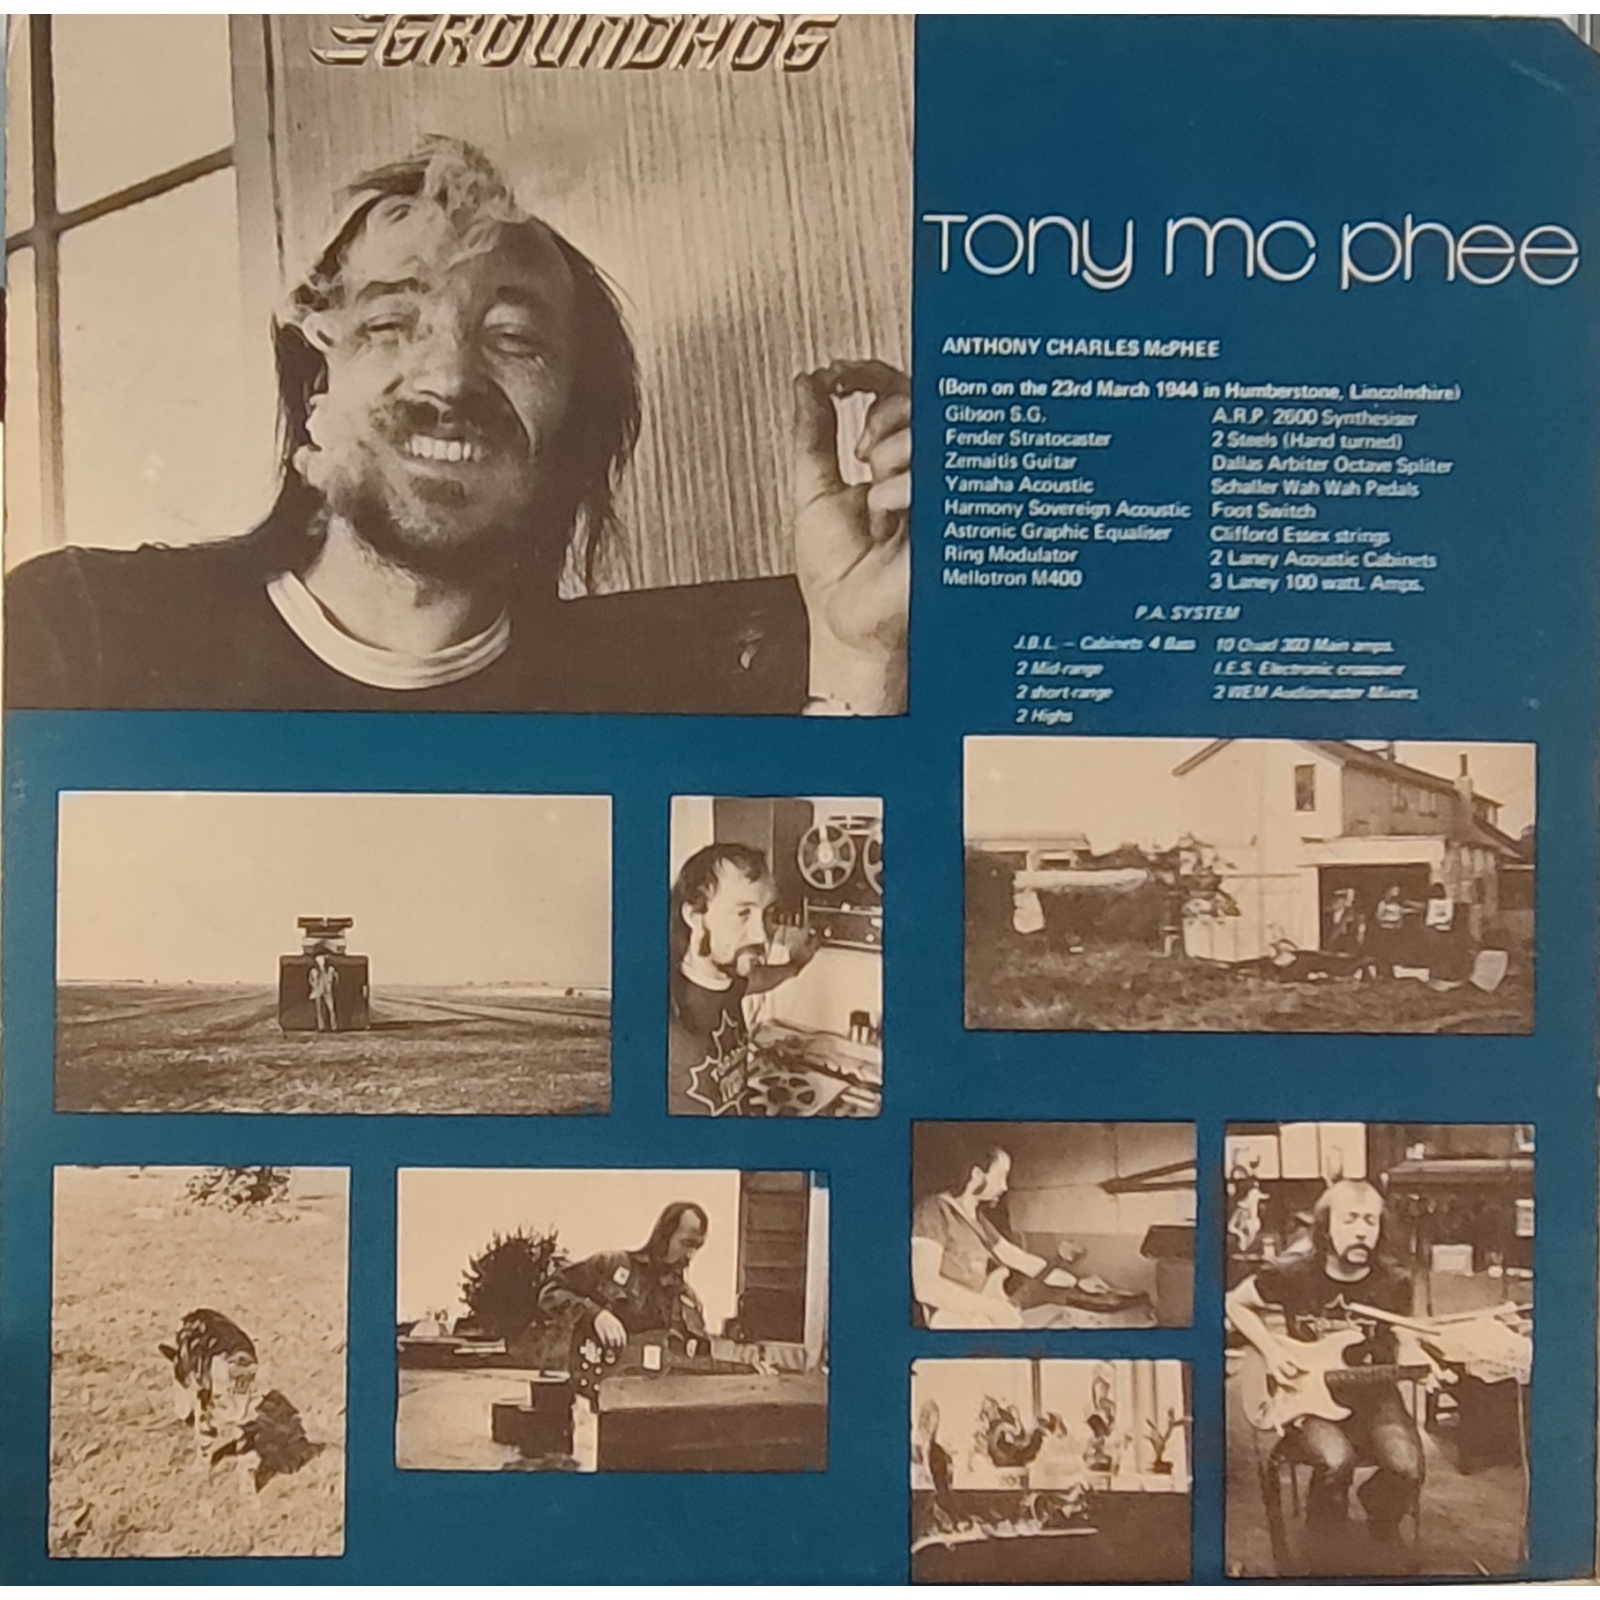 GROUNDHOG
Tony mc phee
ANTHONY CHARLES McPHEE
(Born on the 23rd March 1944 in Humberstone, Lincolnshire)
Gibson S.G.
Fender Stratocaster
Zemaitis Guitar
Yamaha Acoustic
Harmony Sovereign Acoustic
Astronic Graphic Equaliser
Ring Modulator
Mellotron M400
A.R.P. 2600 Synthesiser
2 Steels (Hand turned)
Dallas Arbiter Octave Spliter
Schaller Wah Wah Pedals
Foot Switch
Clifford Essex strings
2 Laney Acoustic Cabinets
3 Laney 100 watt. Amps.
P.A. SYSTEM
J.B.L. – Cabinets 4 Bass
2 Mid-range
2 short-range
2 Highs
10 Quad 303 Main amps.
I.E.S. Electronic crossover
2 WEM Audiomaster Mixers